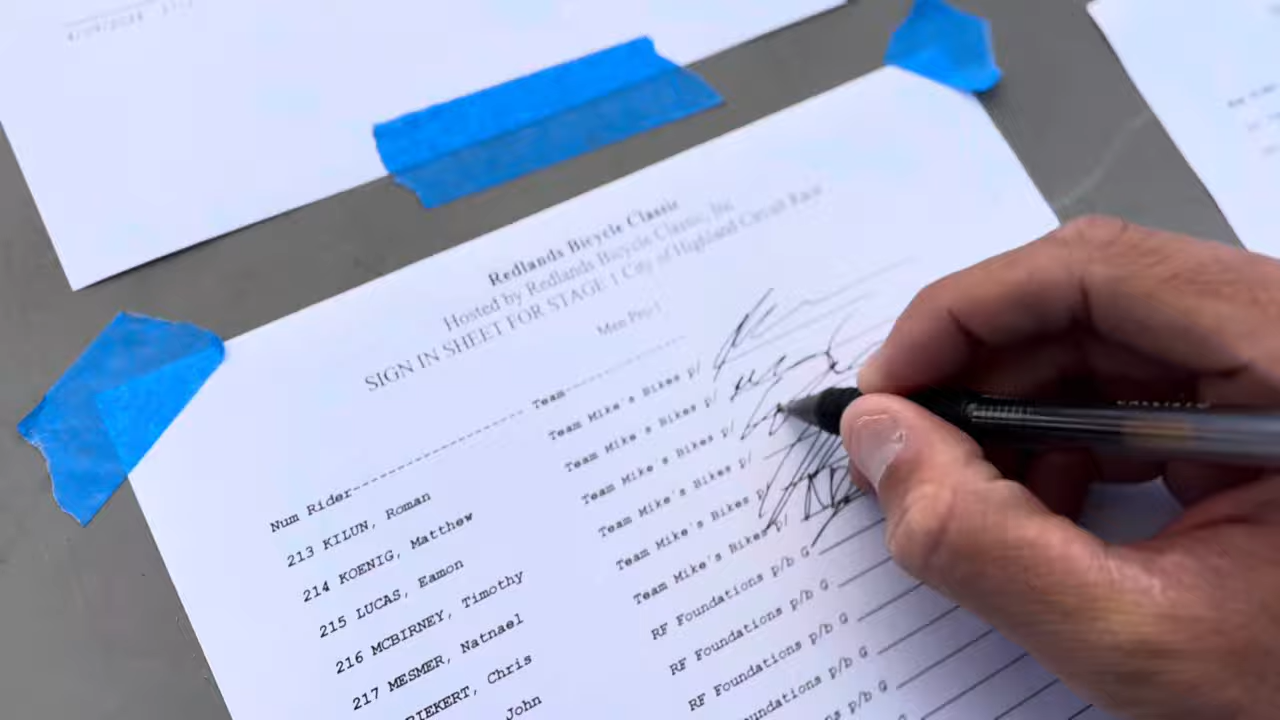 Redlands Bicycle Classic
Hosted by Redlands Bicycle Classic, Inc
SIGN IN SHEET FOR STAGE 1 City of Highland Circuit Race
Num Rider---------------------Team---------------
213 KILUN, Roman Team Mike's Bikes p/
214 KOENIG, Matthew Team Mike's Bikes p/
215 LUCAS, Eamon Team Mike's Bikes p/
216 MCBIRNEY, Timothy Team Mike's Bikes p/
217 MESMER, Natnael Team Mike's Bikes p/
RIEKERT, Chris Team Mike's Bikes p/
John RF Foundations p/b G
RF Foundations p/b G
RF Foundations p/b G
Foundations p/b G
p/b G